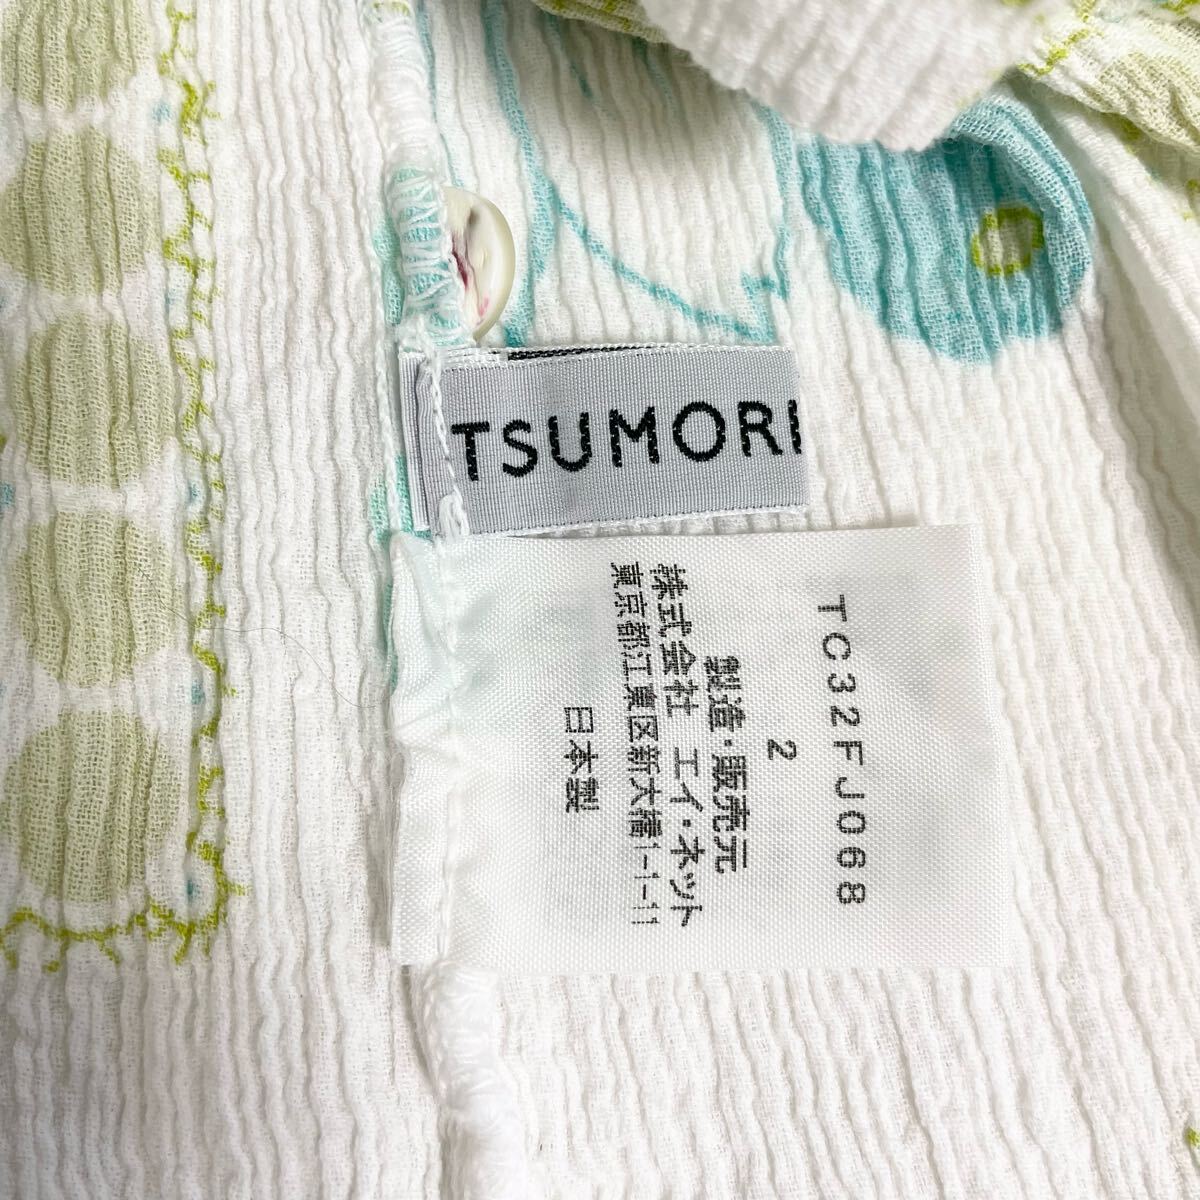 TSUMORI
TC32FJ068
2
製造・販売元
株式会社 エイ・ネット
東京都江東区新大橋1-1-11
日本製